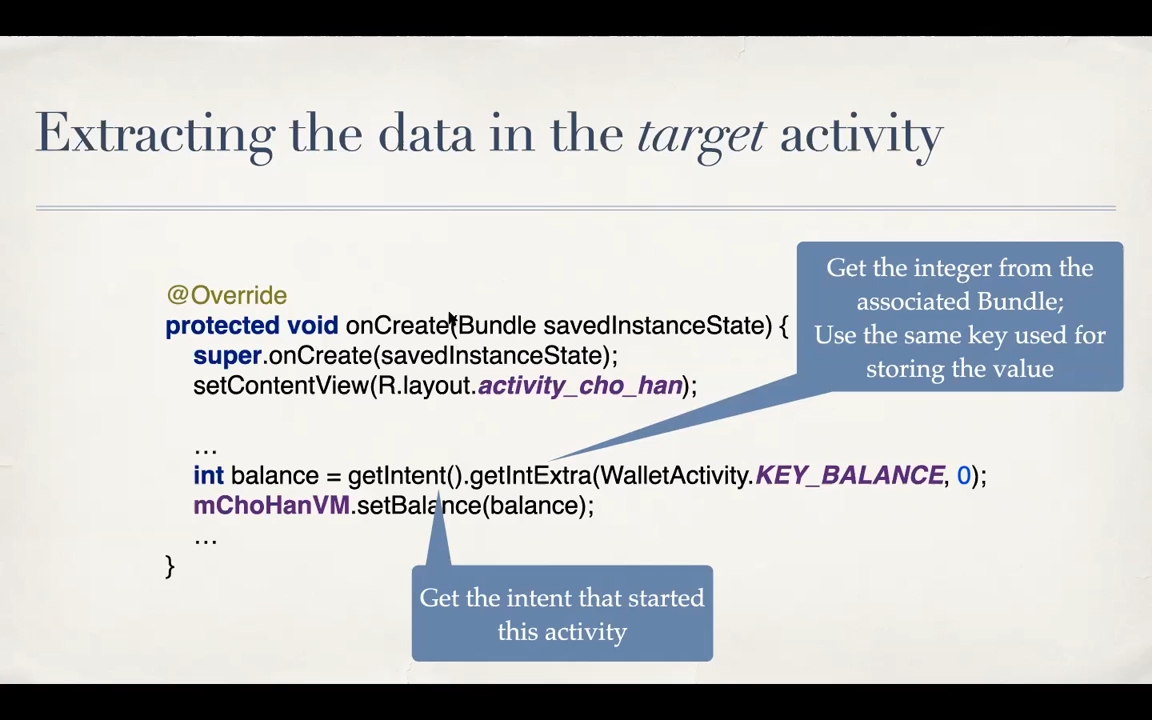 Extracting the data in the target activity
@Override
protected void onCreate(Bundle savedInstanceState) {
super.onCreate(savedInstanceState);
setContentView(R.layout.activity_cho_han);
…
int balance = getIntent().getIntExtra(WalletActivity.KEY_BALANCE, 0);
mChoHanVM.setBalance(balance);
…
}
Get the integer from the
associated Bundle;
Use the same key used for
storing the value
Get the intent that started
this activity